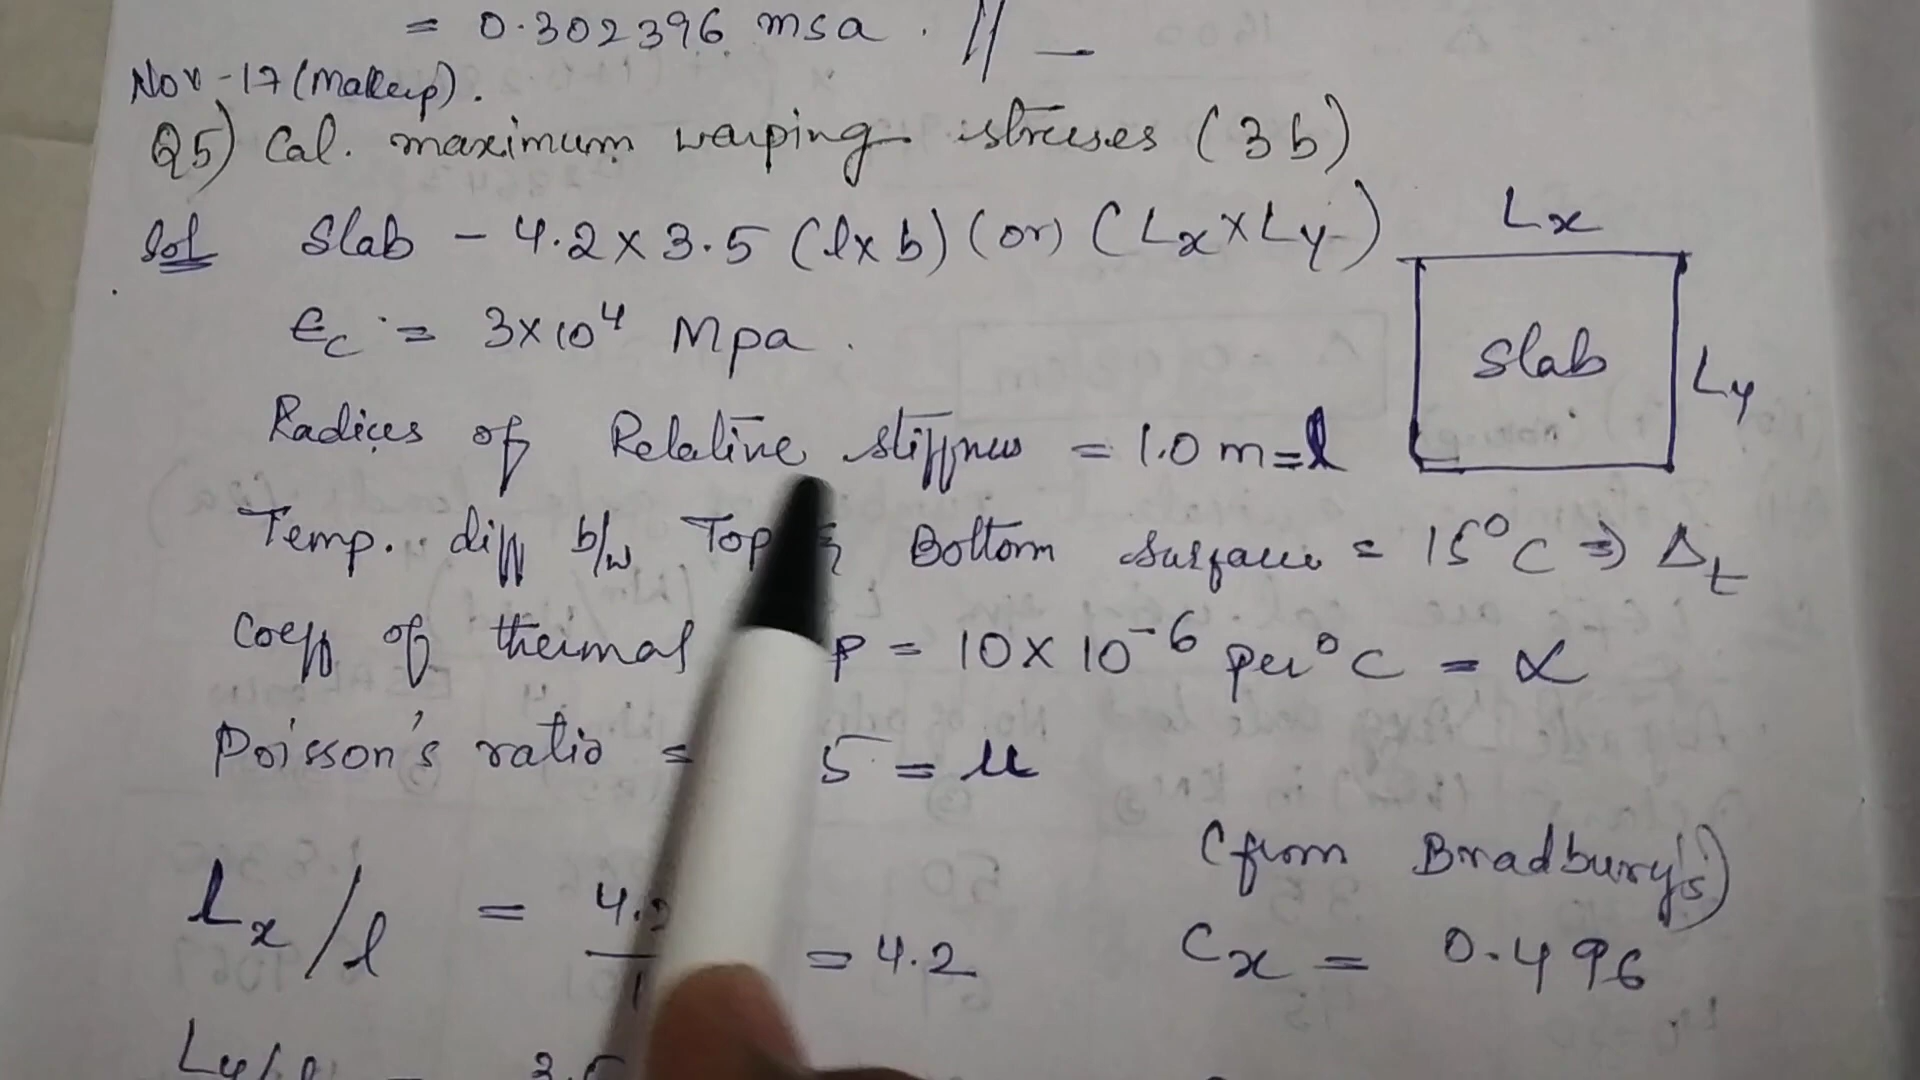 = 0.302396 msa. //
Nov-17 (Makeup).
Q5) Cal. maximum warping stresses (3b)
Sol Slab - 4.2 x 3.5 (l x b) (or) (Lx x Ly)
Lx
Slab
Ly
Ec = 3x10⁴ Mpa.
Radius of Relative stiffness = 1.0 m = l
Temp. diff b/w Top & Bottom surface = 15°C ⇒ Δt
Coeff of thermal p = 10 x 10⁻⁶ per °C = α
Poisson's ratio = 5 = μ
(from Bradbury's)
Lx/l = 4.2 = 4.2 Cx = 0.496